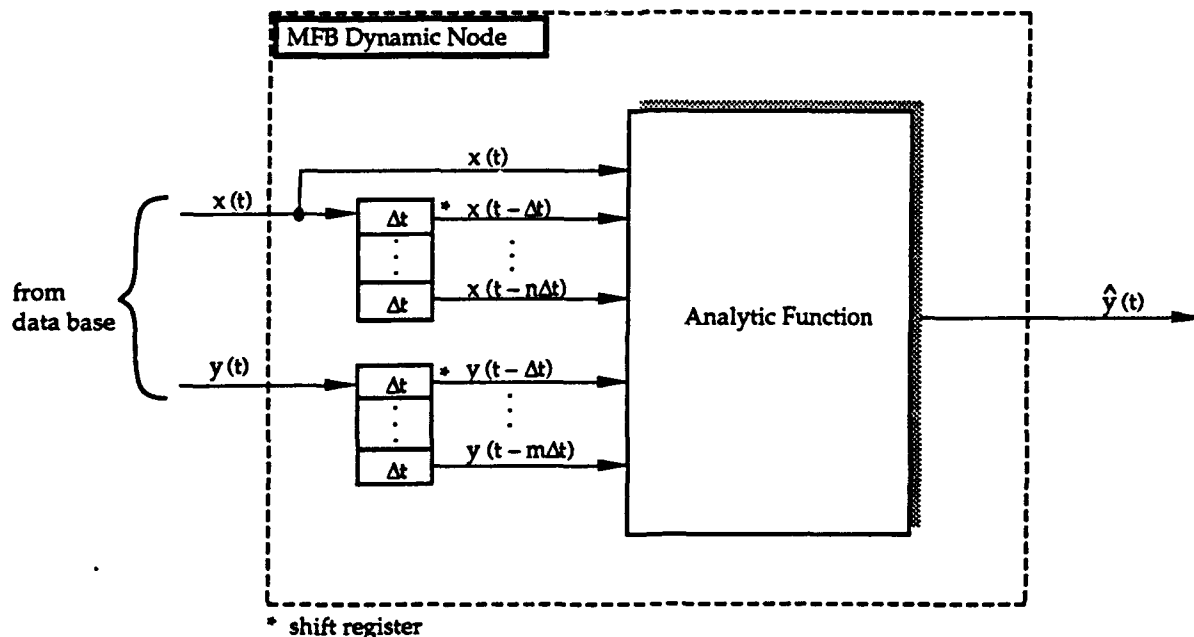 MFB Dynamic Node
x (t)
x (t)
Δt
* x (t – Δt)
⋮ ⋮
Δt
x (t – nΔt)
from
data base
Analytic Function
ŷ (t)
y (t)
Δt
* y (t – Δt)
⋮ ⋮
Δt
y (t – mΔt)
* shift register